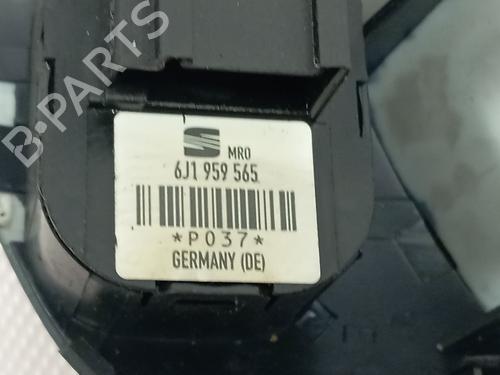 MRO
6J1 959 565
*P037*
GERMANY (DE)
B-Parts